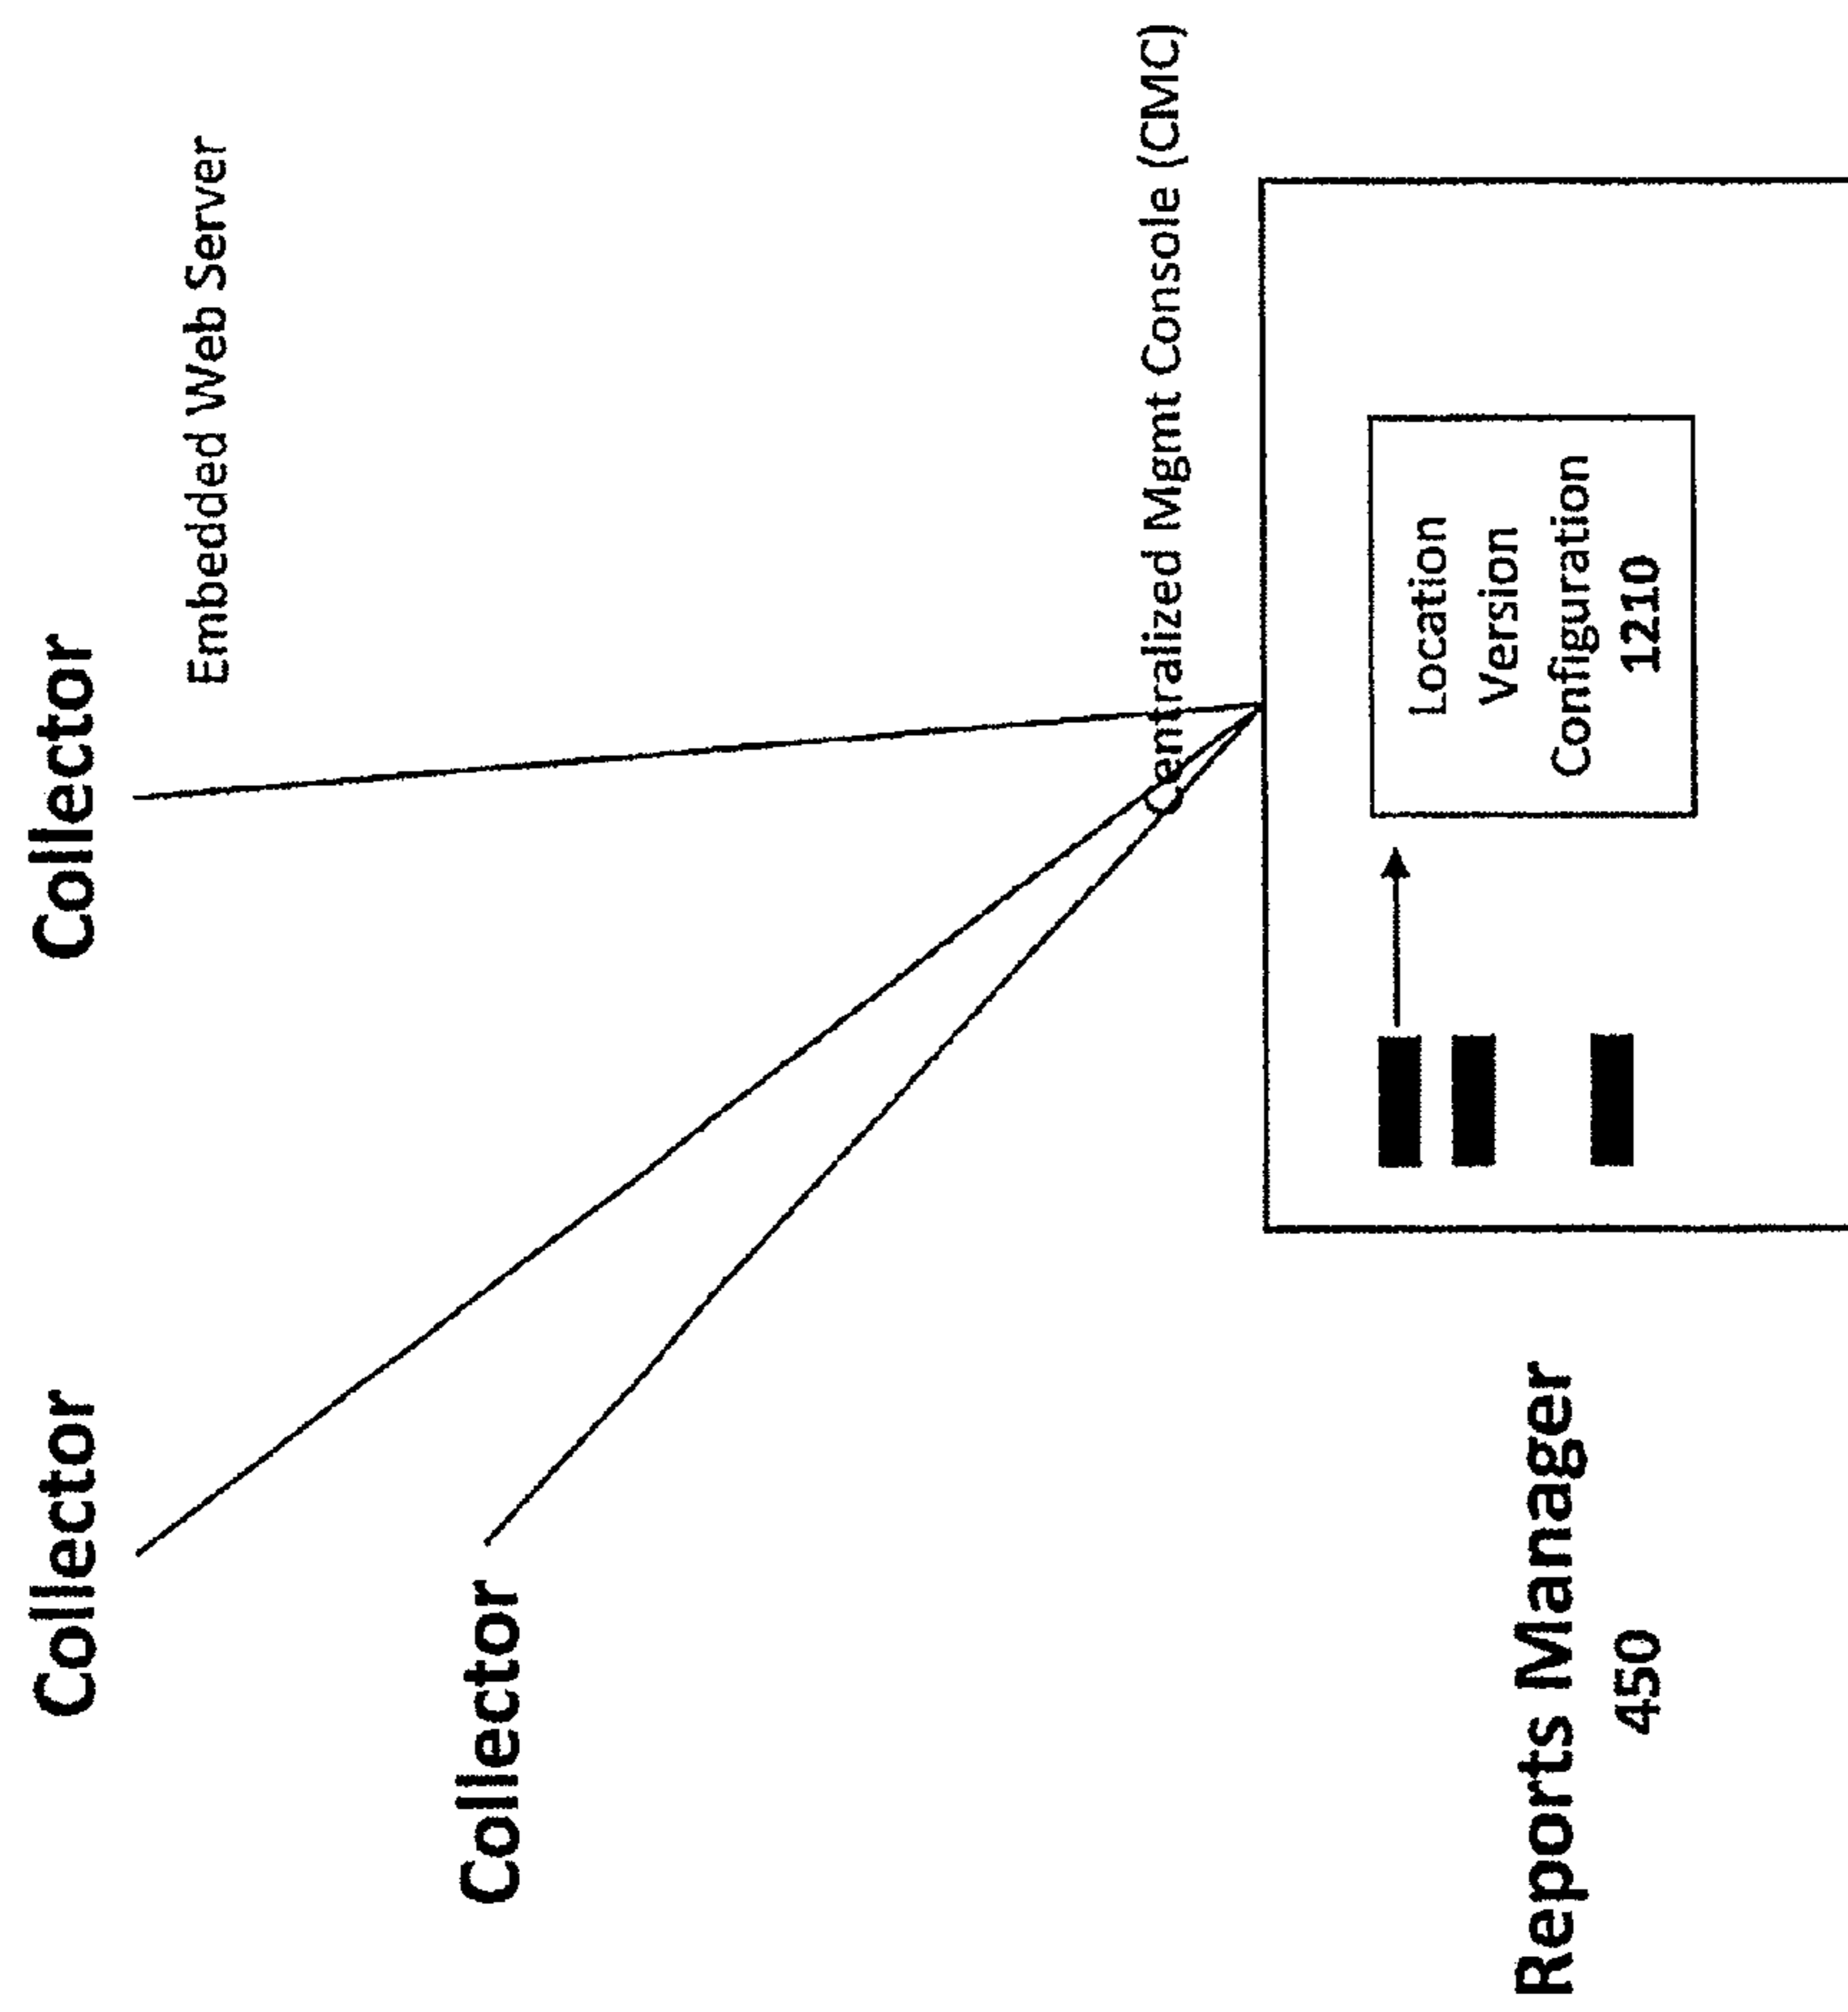 Collector
Collector
Embedded Web Server
Collector
Centralized Mgmt Console (CMC)
Location
Version
Configuration
1210
Reports Manager
450